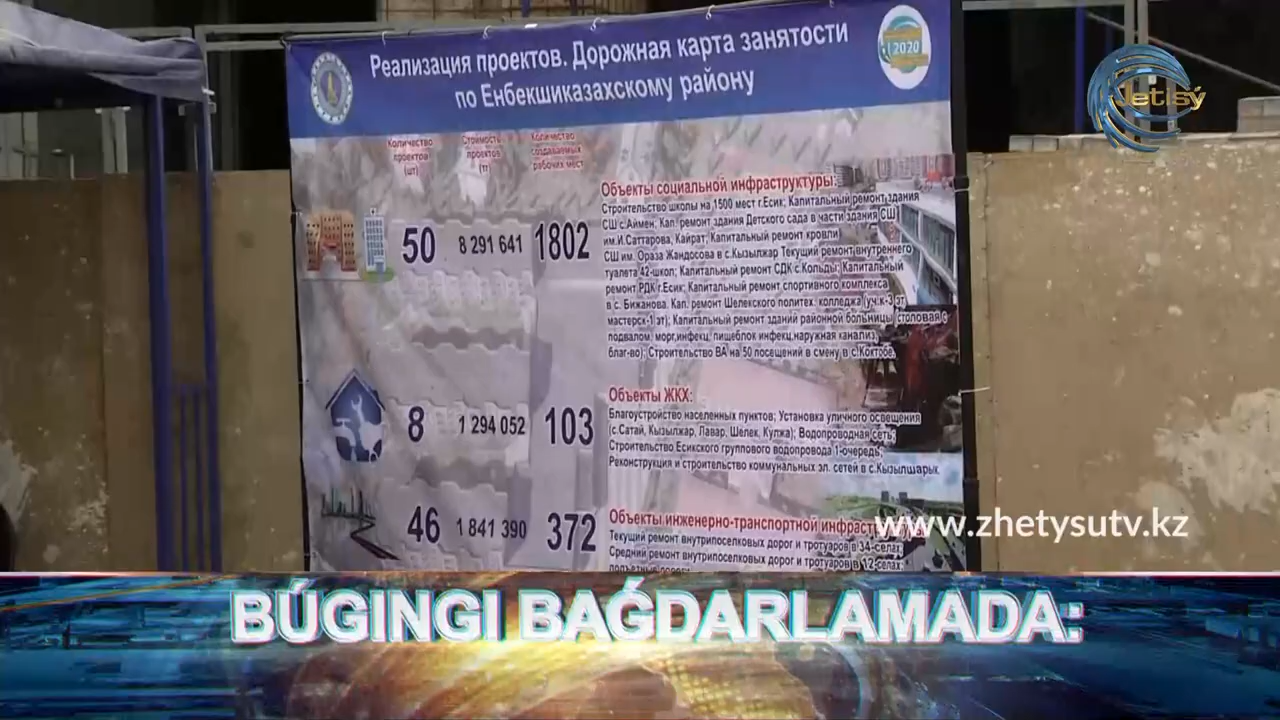 Реализация проектов. Дорожная карта занятости
по Енбекшиказахскому району
2020
Jetisý
Количество
проектов
(шт)
Стоимость
проектов
(тг)
Количество
создаваемых
рабочих мест
50 8 291 641 1802
Объекты социальной инфраструктуры:
Строительство школы на 1500 мест г.Есик; Капитальный ремонт здания
СШ с.Аймен; Кап. ремонт здания Детского сада в части здания СШ
им.И.Саттарова, Кайрат; Капитальный ремонт кровли
СШ им. Ораза Жандосова в с.Кызылжар Текущий ремонт внутреннего
туалета 42-школ; Капитальный ремонт СДК с.Кольды; Капитальный
ремонт РДК г.Есик; Капитальный ремонт спортивного комплекса
в с. Бижанова. Кап. ремонт Шелекского политех. колледжа (уч.к-3 эт,
мастерск-1 эт); Капитальный ремонт зданий районной больницы столовая с
подвалом, морг,инфекц, пищеблок инфекц,наружная канализ,
благ-во); Строительство ВА на 50 посещений в смену в с.Коктобе.
8 1 294 052 103
Объекты ЖКХ:
Благоустройство населенных пунктов; Установка уличного освещения
(с.Сатай, Кызылжар, Лавар, Шелек, Кулжа); Водопроводная сеть;
Строительство Есикского группового водопровода 1-очередь;
Реконструкция и строительство коммунальных эл. сетей в с.Кызылшарык
46 1 841 390 372
Объекты инженерно-транспортной
Текущий ремонт внутрипоселковых дорог и тротуаров в 34-селах;
Средний ремонт внутрипоселковых дорог и тротуаров в 12-селах;
www.zhetysutv.kz
BÚGINGI BAǴDARLAMADA: